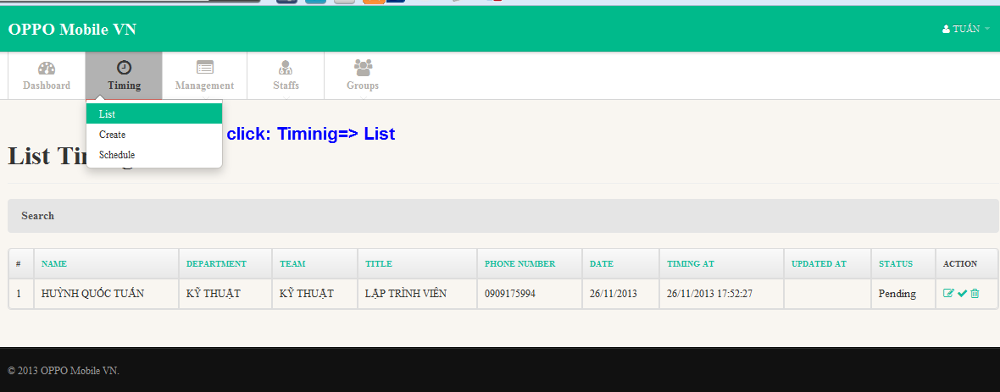 OPPO Mobile VN
TUẤN
Dashboard
Timing
Management
Staffs
Groups
List
Create
Schedule
click: Timinig=> List
List Timing
Search
# NAME DEPARTMENT TEAM TITLE PHONE NUMBER DATE TIMING AT UPDATED AT STATUS ACTION
1 HUỲNH QUỐC TUẤN KỸ THUẬT KỸ THUẬT LẬP TRÌNH VIÊN 0909175994 26/11/2013 26/11/2013 17:52:27 Pending
© 2013 OPPO Mobile VN.